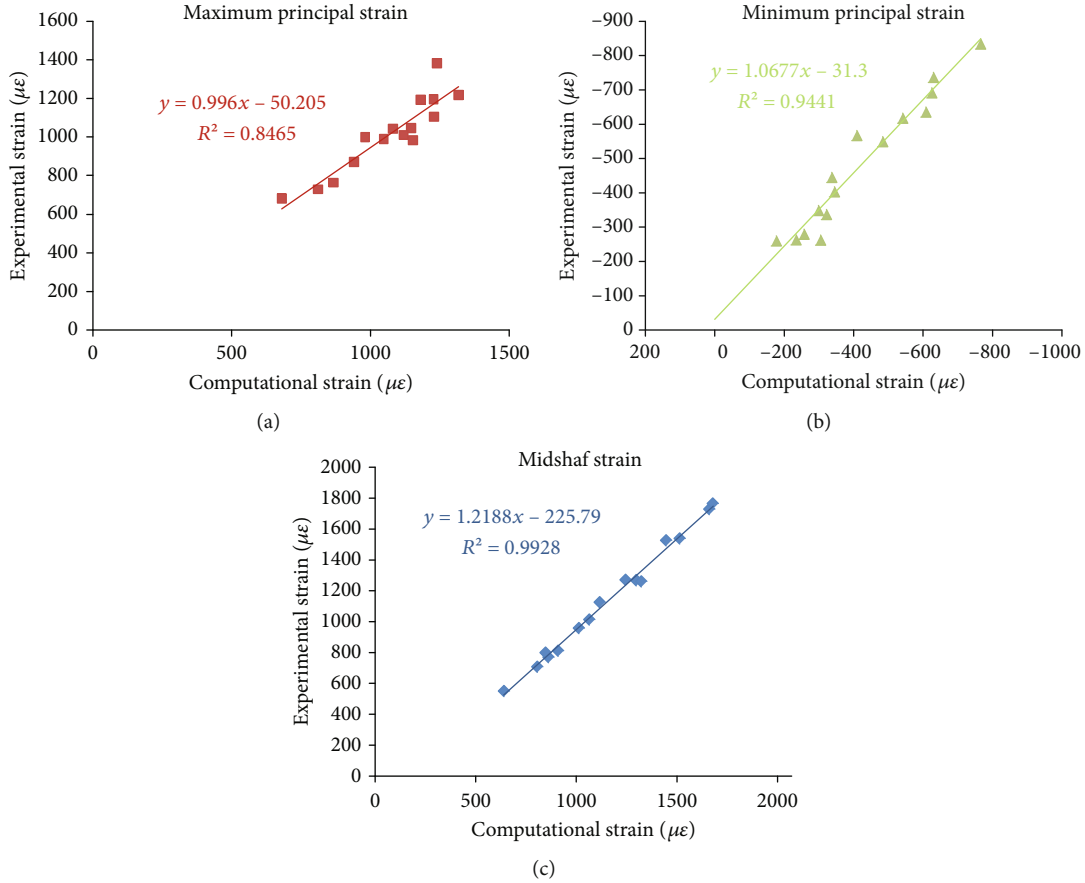 Maximum principal strain
1600
1400
1200
1000
800
600
400
200
0
Experimental strain (με)
y = 0.996x – 50.205
R² = 0.8465
0 500 1000 1500
Computational strain (με)
(a)
Minimum principal strain
–900
–800
–700
–600
–500
–400
–300
–200
–100
0
Experimental strain (με)
y = 1.0677x – 31.3
R² = 0.9441
200 0 –200 –400 –600 –800 –1000
Computational strain (με)
(b)
Midshaf strain
2000
1800
1600
1400
1200
1000
800
600
400
200
0
Experimental strain (με)
y = 1.2188x – 225.79
R² = 0.9928
0 500 1000 1500 2000
Computational strain (με)
(c)